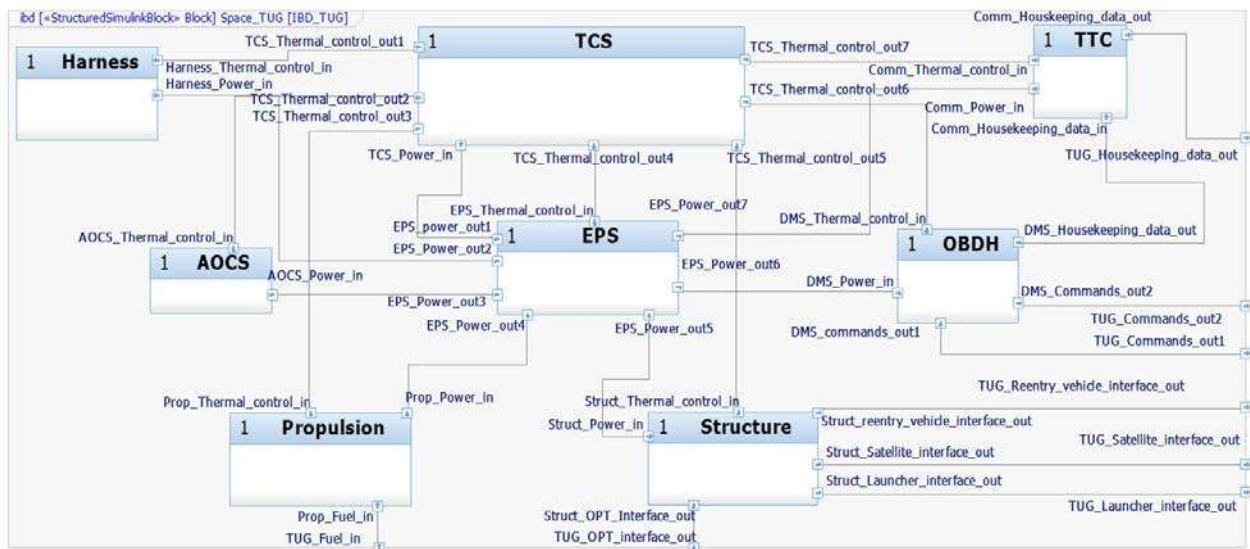 ibd [«StructuredSimulinkBlock» Block] Space_TUG [IBD_TUG]
Comm_Houskeeping_data_out
1 Harness
TCS_Thermal_control_out1
1 TCS
TCS_Thermal_control_out7
1 TTC
Harness_Thermal_control_in
Comm_Thermal_control_in
Harness_Power_in
TCS_Thermal_control_out6
TCS_Thermal_control_out2
Comm_Power_in
TCS_Thermal_control_out3
Comm_Housekeeping_data_in
TCS_Power_in
TCS_Thermal_control_out4
TCS_Thermal_control_out5
TUG_Housekeeping_data_out
EPS_Thermal_control_in
EPS_Power_out7
DMS_Thermal_control_in
EPS_power_out1
1 EPS
1 OBDH
DMS_Housekeeping_data_out
AOCS_Thermal_control_in
EPS_Power_out2
1 AOCS
AOCS_Power_in
EPS_Power_out6
DMS_Power_in
DMS_Commands_out2
EPS_Power_out3
EPS_Power_out4
EPS_Power_out5
DMS_commands_out1
TUG_Commands_out2
TUG_Commands_out1
TUG_Reentry_vehicle_interface_out
Prop_Thermal_control_in
Prop_Power_in
Struct_Thermal_control_in
1 Propulsion
Struct_Power_in
1 Structure
Struct_reentry_vehicle_interface_out
TUG_Satellite_interface_out
Struct_Satellite_interface_out
Struct_Launcher_interface_out
TUG_Launcher_interface_out
Prop_Fuel_in
Struct_OPT_Interface_out
TUG_Fuel_in
TUG_OPT_interface_out